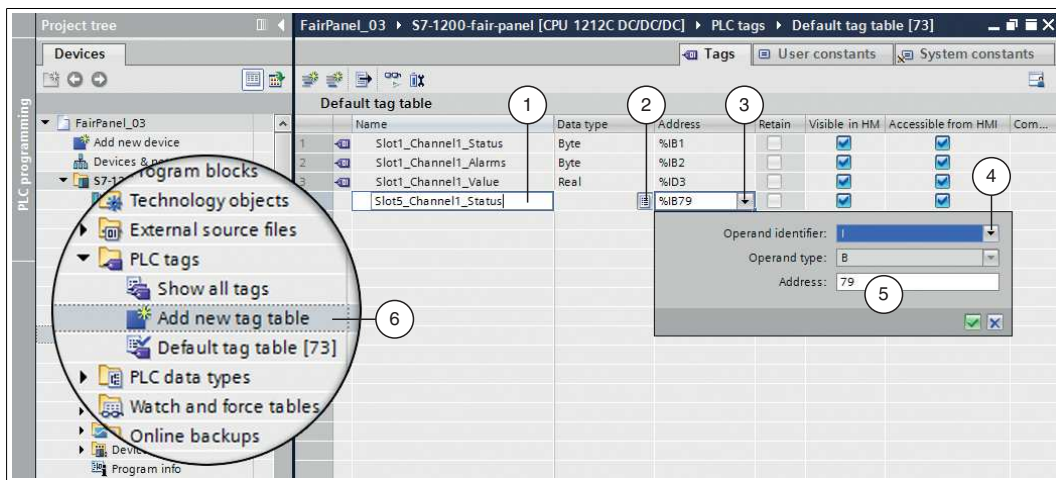 Project tree
FairPanel_03 ▸ S7-1200-fair-panel [CPU 1212C DC/DC/DC] ▸ PLC tags ▸ Default tag table [73]
Devices
Tags
User constants
System constants
PLC programming
Default tag table
1
2
3
Name
Data type
Address
Retain
Visible in HM
Accessible from HMI
Com...
1 Slot1_Channel1_Status Byte %IB1
2 Slot1_Channel1_Alarms Byte %IB2
3 Slot1_Channel1_Value Real %ID3
Slot5_Channel1_Status %IB79
4
Operand identifier: I
Operand type: B
Address: 79
5
FairPanel_03
Add new device
Devices &
S7-12
rogram blocks
Technology objects
External source files
PLC tags
Show all tags
Add new tag table
6
Default tag table [73]
PLC data types
Watch and force tables
Online backups
Devic
Program info